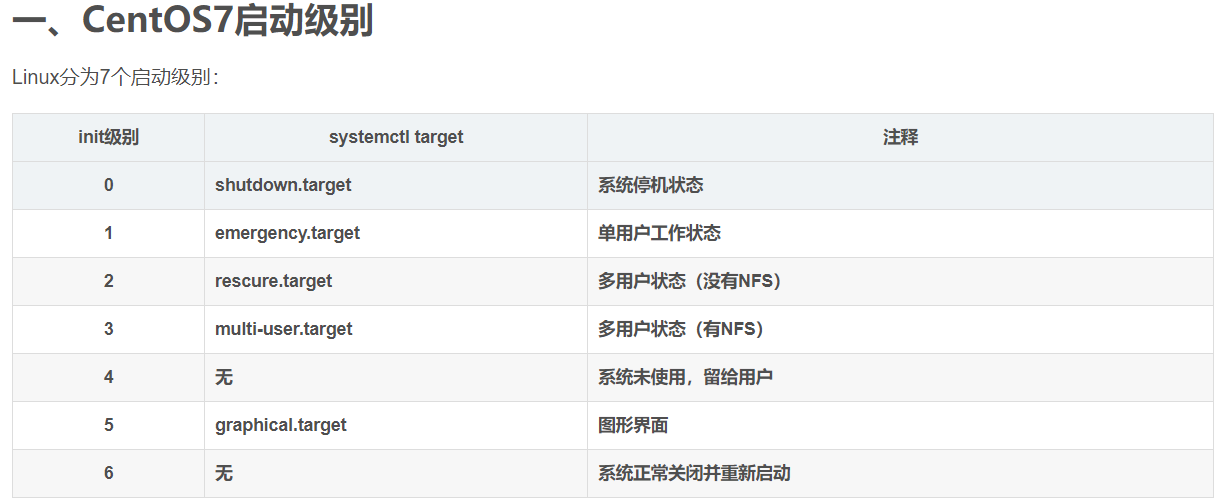 一、CentOS7启动级别
Linux分为7个启动级别：
init级别 systemctl target 注释
0 shutdown.target 系统停机状态
1 emergency.target 单用户工作状态
2 rescure.target 多用户状态（没有NFS）
3 multi-user.target 多用户状态（有NFS）
4 无 系统未使用，留给用户
5 graphical.target 图形界面
6 无 系统正常关闭并重新启动